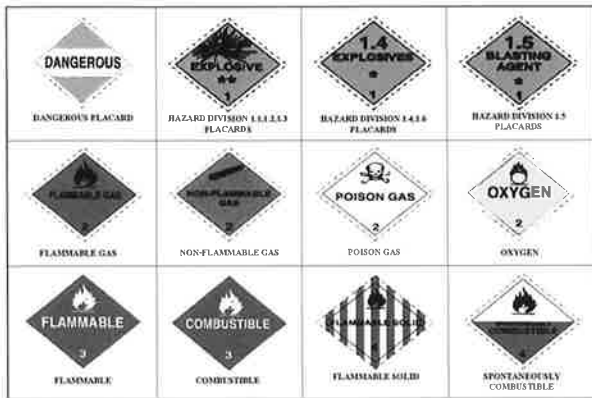 DANGEROUS
DANGEROUS PLACARD
EXPLOSIVE
**
1
HAZARD DIVISION 1.1,1.2,1.3
PLACARDS
1.4
EXPLOSIVES
*
1
HAZARD DIVISION 1.4,1.6
PLACARDS
1.5
BLASTING
AGENT
*
1
HAZARD DIVISION 1.5
PLACARDS
FLAMMABLE GAS
2
FLAMMABLE GAS
NON-FLAMMABLE
GAS
2
NON-FLAMMABLE GAS
POISON GAS
2
POISON GAS
OXYGEN
2
OXYGEN
FLAMMABLE
3
FLAMMABLE
COMBUSTIBLE
3
COMBUSTIBLE
FLAMMABLE SOLID
4
FLAMMABLE SOLID
COMBUSTIBLE
4
SPONTANEOUSLY
COMBUSTIBLE